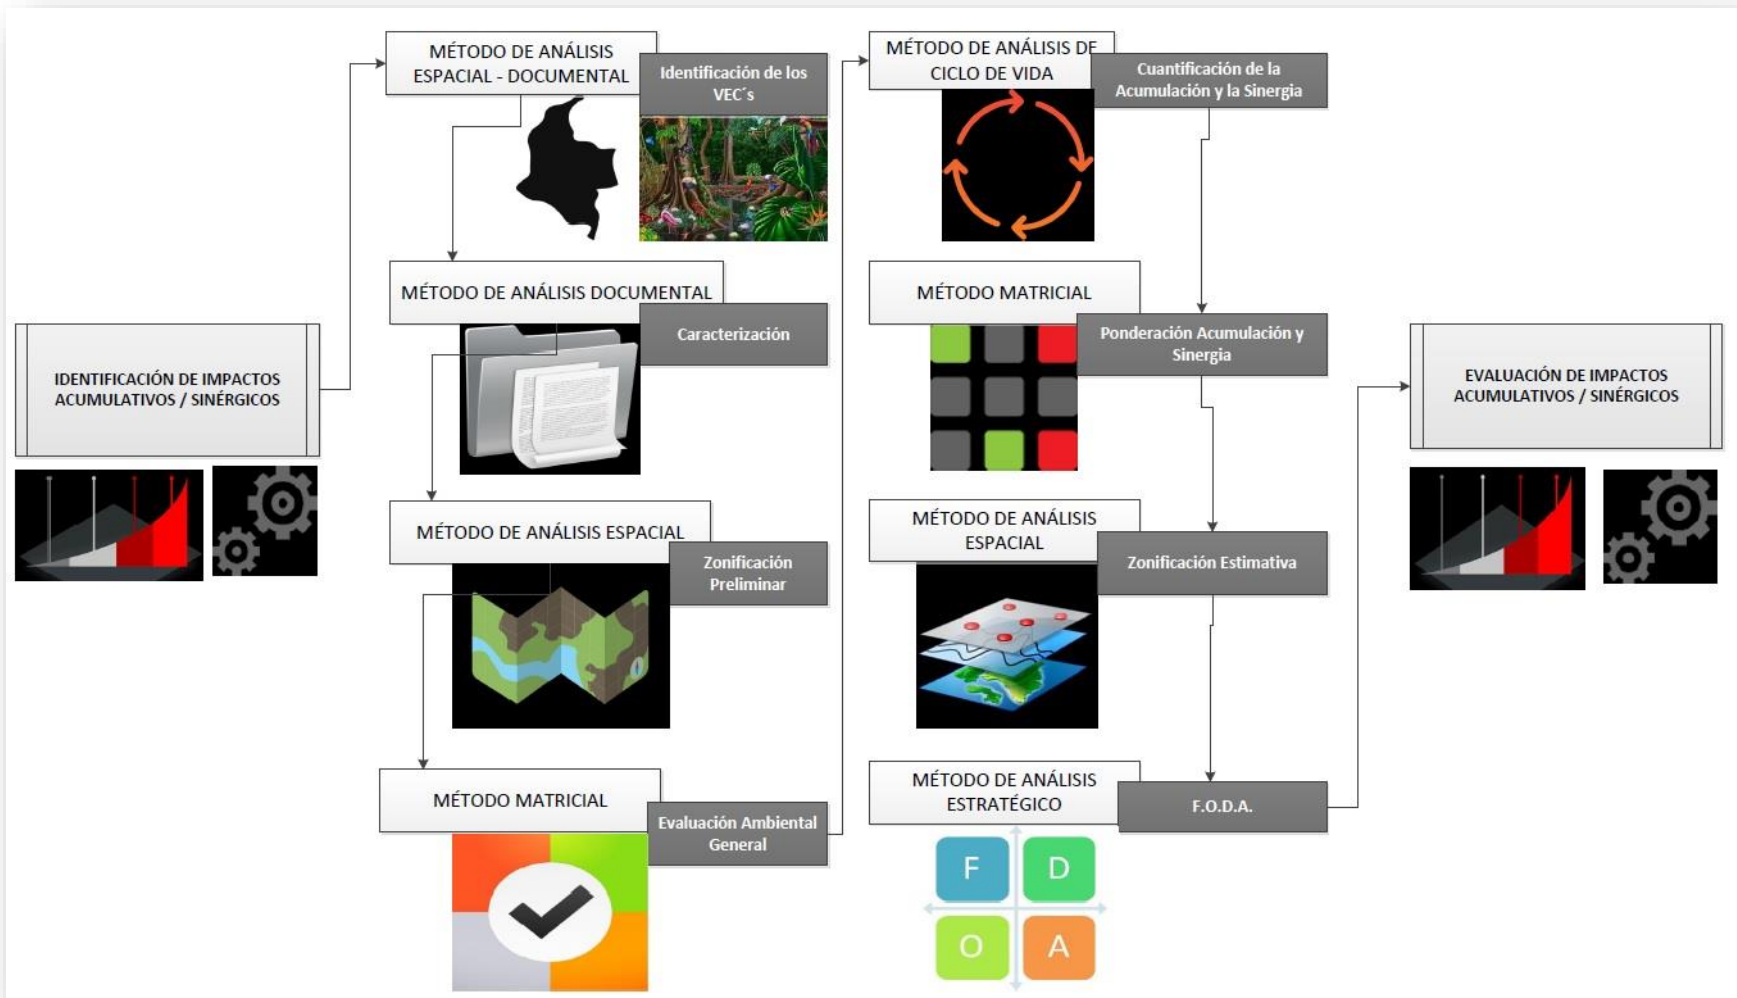 IDENTIFICACIÓN DE IMPACTOS
ACUMULATIVOS / SINÉRGICOS
MÉTODO DE ANÁLISIS
ESPACIAL - DOCUMENTAL
Identificación de los
VEC´s
MÉTODO DE ANÁLISIS DOCUMENTAL
Caracterización
MÉTODO DE ANÁLISIS ESPACIAL
Zonificación
Preliminar
MÉTODO MATRICIAL
Evaluación Ambiental
General
MÉTODO DE ANÁLISIS DE
CICLO DE VIDA
Cuantificación de la
Acumulación y la Sinergia
MÉTODO MATRICIAL
Ponderación Acumulación y
Sinergia
MÉTODO DE ANÁLISIS
ESPACIAL
Zonificación Estimativa
MÉTODO DE ANÁLISIS
ESTRATÉGICO
F.O.D.A.
F D
O A
EVALUACIÓN DE IMPACTOS
ACUMULATIVOS / SINÉRGICOS